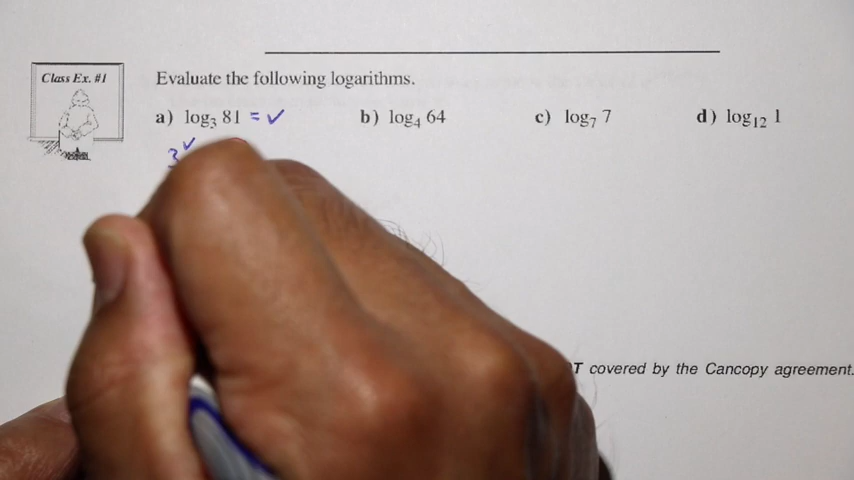 Class Ex. #1
Evaluate the following logarithms.
a) log₃ 81 = ✓ b) log₄ 64 c) log₇ 7 d) log₁₂ 1
3
T covered by the Cancopy agreement.